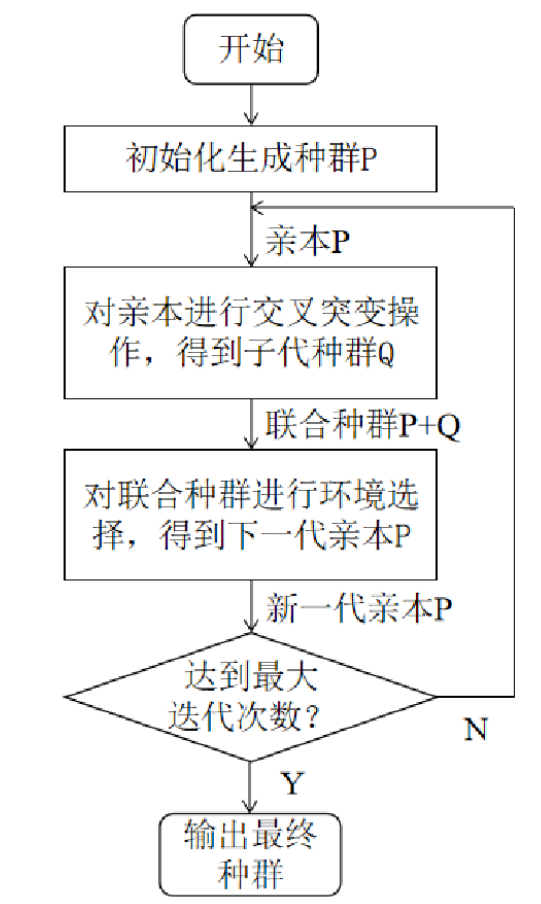 开始
初始化生成种群P
亲本P
对亲本进行交叉突变操
作，得到子代种群Q
联合种群P+Q
对联合种群进行环境选
择，得到下一代亲本P
新一代亲本P
达到最大
迭代次数？
N
Y
输出最终
种群